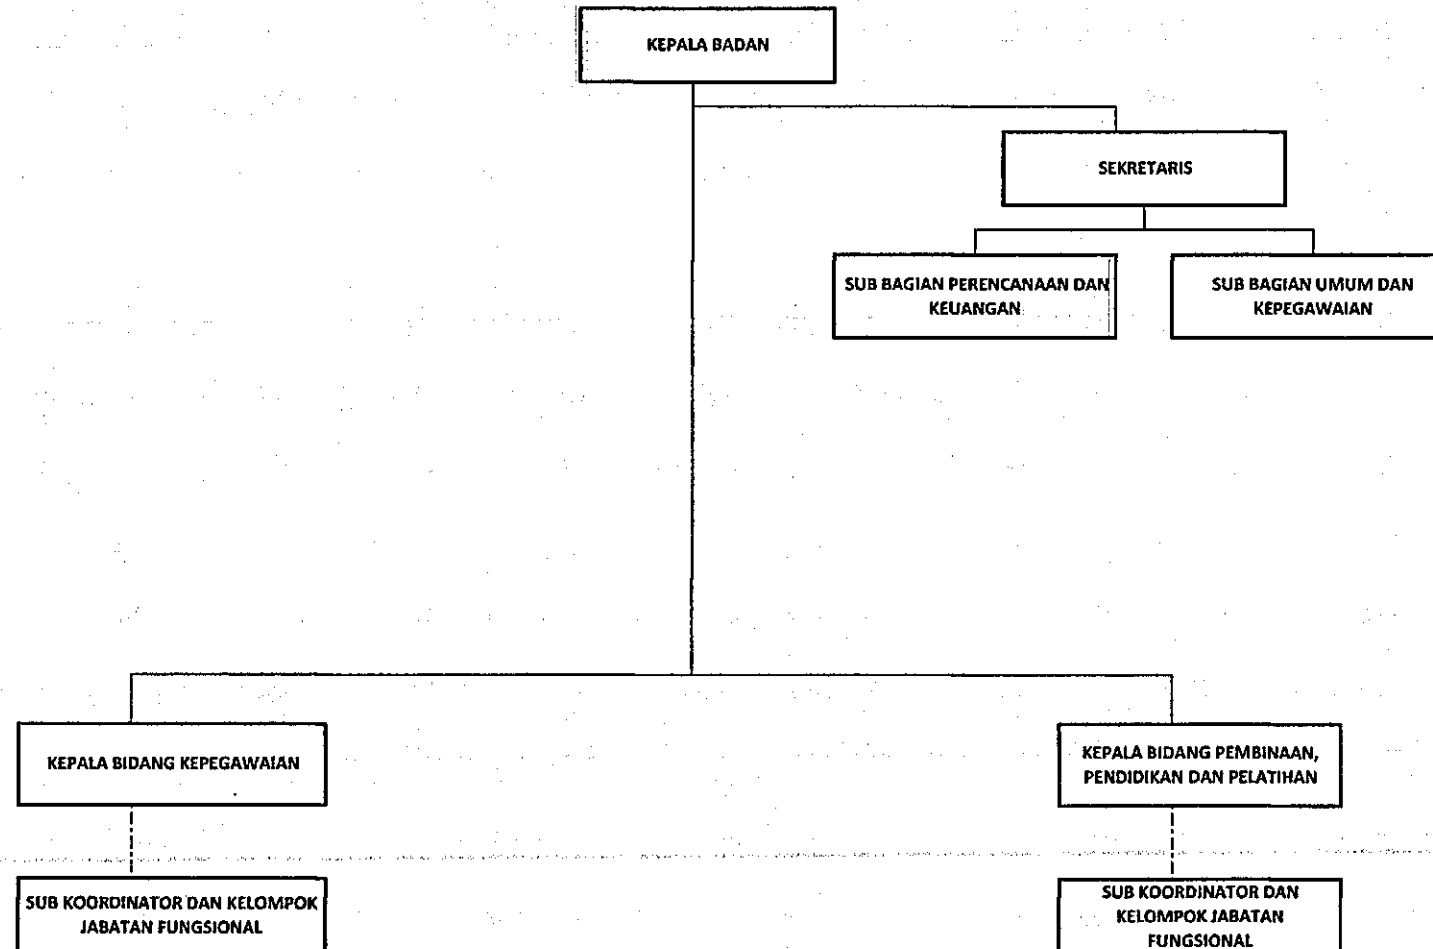 KEPALA BADAN
SEKRETARIS
SUB BAGIAN PERENCANAAN DAN
KEUANGAN
SUB BAGIAN UMUM DAN
KEPEGAWAIAN
KEPALA BIDANG KEPEGAWAIAN
KEPALA BIDANG PEMBINAAN,
PENDIDIKAN DAN PELATIHAN
SUB KOORDINATOR DAN KELOMPOK
JABATAN FUNGSIONAL
SUB KOORDINATOR DAN
KELOMPOK JABATAN
FUNGSIONAL